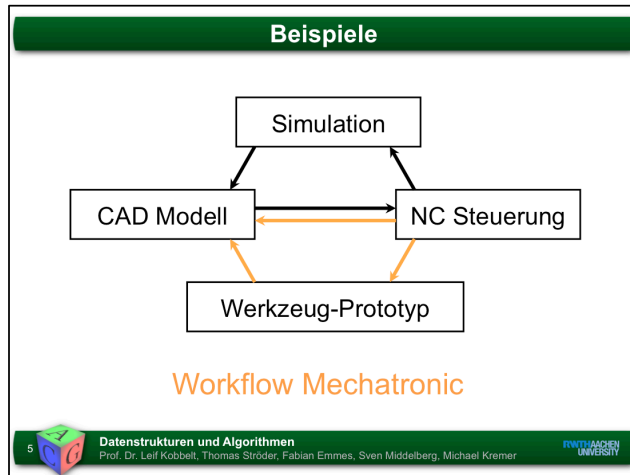 Beispiele
Simulation
CAD Modell
NC Steuerung
Werkzeug-Prototyp
Workflow Mechatronic
5
A
C
G
Datenstrukturen und Algorithmen
Prof. Dr. Leif Kobbelt, Thomas Ströder, Fabian Emmes, Sven Middelberg, Michael Kremer
RWTHAACHEN
UNIVERSITY